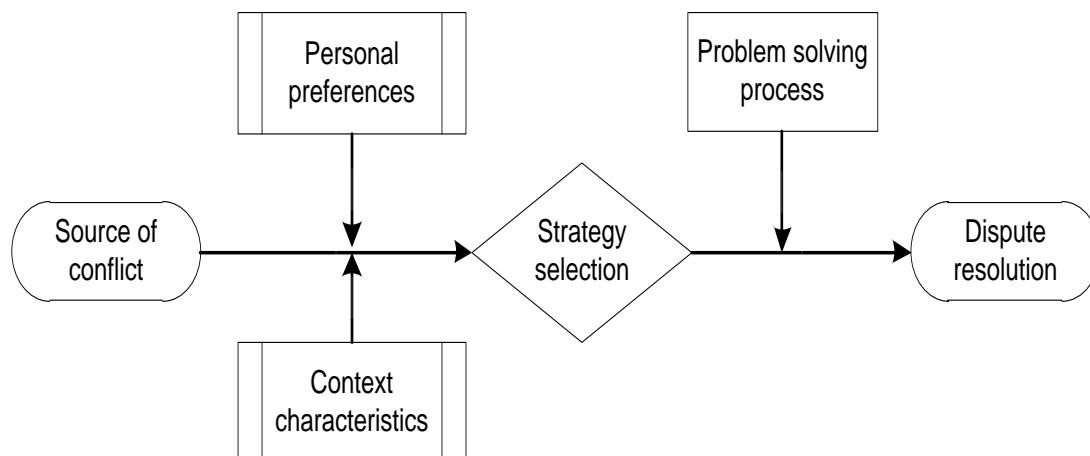 Personal
preferences
Problem solving
process
Source of
conflict
Strategy
selection
Dispute
resolution
Context
characteristics